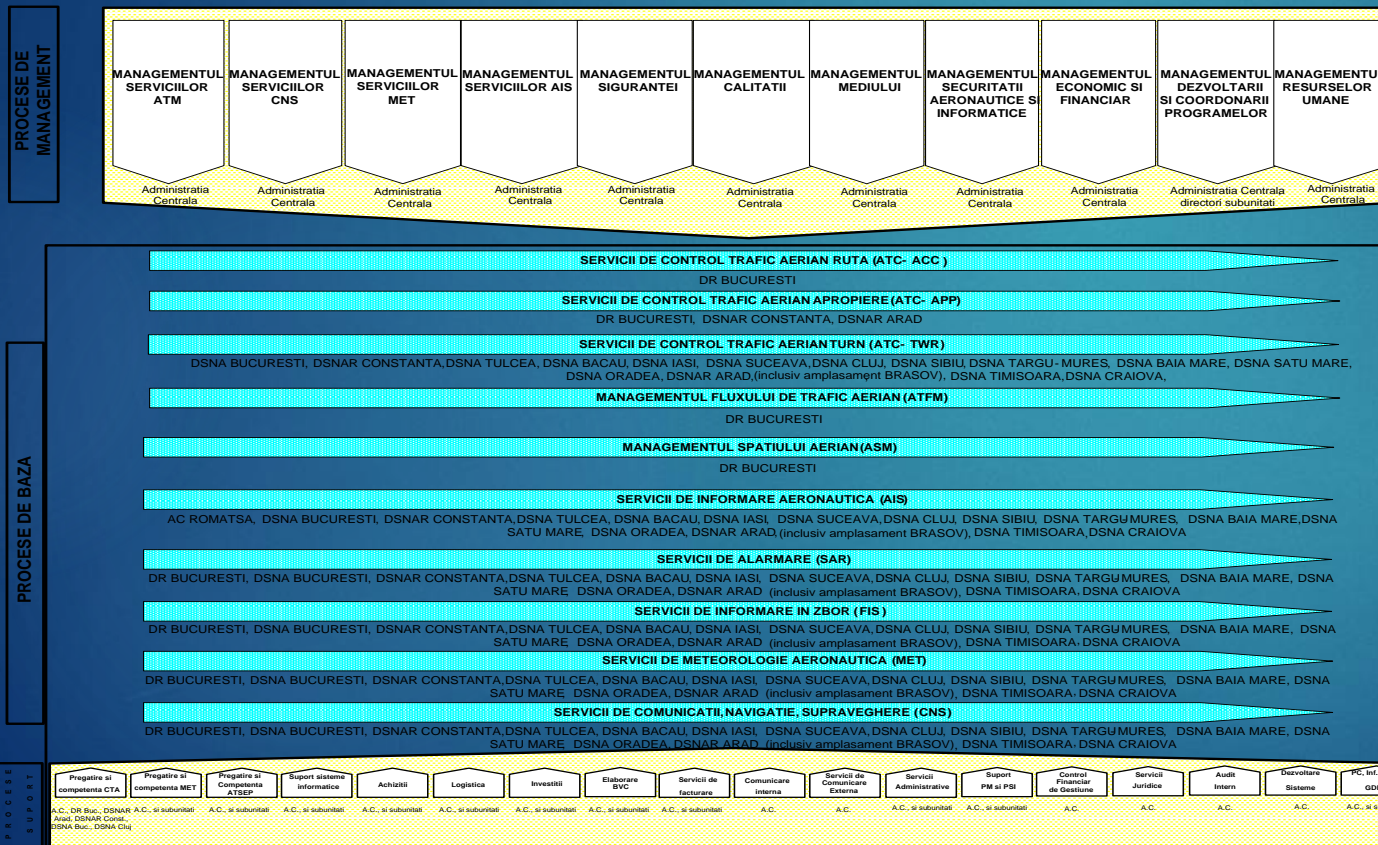 PROCESE DE
MANAGEMENT
MANAGEMENTUL
SERVICIILOR
ATM
Administratia
Centrala
MANAGEMENTUL
SERVICIILOR
CNS
Administratia
Centrala
MANAGEMENTUL
SERVICIILOR
MET
Administratia
Centrala
MANAGEMENTUL
SERVICIILOR AIS
Administratia
Centrala
MANAGEMENTUL
SIGURANTEI
Administratia
Centrala
MANAGEMENTUL
CALITATII
Administratia
Centrala
MANAGEMENTUL
MEDIULUI
Administratia
Centrala
MANAGEMENTUL
SECURITATII
AERONAUTICE SI
INFORMATICE
Administratia
Centrala
MANAGEMENTUL
ECONOMIC SI
FINANCIAR
Administratia
Centrala
MANAGEMENTUL
DEZVOLTARII
SI COORDONARII
PROGRAMELOR
Administratia Centrala
directori subunitati
MANAGEMENTU
RESURSELOR
UMANE
Administratia
Centrala
PROCESE DE BAZA
SERVICII DE CONTROL TRAFIC AERIAN RUTA (ATC- ACC )
DR BUCURESTI
SERVICII DE CONTROL TRAFIC AERIAN APROPIERE (ATC- APP)
DR BUCURESTI, DSNAR CONSTANTA, DSNAR ARAD
SERVICII DE CONTROL TRAFIC AERIAN TURN (ATC- TWR)
DSNA BUCURESTI, DSNAR CONSTANTA, DSNA TULCEA, DSNA BACAU, DSNA IASI, DSNA SUCEAVA, DSNA CLUJ, DSNA SIBIU, DSNA TARGU- MURES, DSNA BAIA MARE, DSNA SATU MARE,
DSNA ORADEA, DSNAR ARAD,(inclusiv amplasament BRASOV), DSNA TIMISOARA, DSNA CRAIOVA,
MANAGEMENTUL FLUXULUI DE TRAFIC AERIAN (ATFM)
DR BUCURESTI
MANAGEMENTUL SPATIULUI AERIAN (ASM)
DR BUCURESTI
SERVICII DE INFORMARE AERONAUTICA (AIS)
AC ROMATSA, DSNA BUCURESTI, DSNAR CONSTANTA, DSNA TULCEA, DSNA BACAU, DSNA IASI, DSNA SUCEAVA, DSNA CLUJ, DSNA SIBIU, DSNA TARGU MURES, DSNA BAIA MARE, DSNA
SATU MARE, DSNA ORADEA, DSNAR ARAD, (inclusiv amplasament BRASOV), DSNA TIMISOARA, DSNA CRAIOVA
SERVICII DE ALARMARE (SAR)
DR BUCURESTI, DSNA BUCURESTI, DSNAR CONSTANTA, DSNA TULCEA, DSNA BACAU, DSNA IASI, DSNA SUCEAVA, DSNA CLUJ, DSNA SIBIU, DSNA TARGU MURES, DSNA BAIA MARE, DSNA
SATU MARE, DSNA ORADEA, DSNAR ARAD (inclusiv amplasament BRASOV), DSNA TIMISOARA, DSNA CRAIOVA
SERVICII DE INFORMARE IN ZBOR (FIS )
DR BUCURESTI, DSNA BUCURESTI, DSNAR CONSTANTA, DSNA TULCEA, DSNA BACAU, DSNA IASI, DSNA SUCEAVA, DSNA CLUJ, DSNA SIBIU, DSNA TARGU MURES, DSNA BAIA MARE, DSNA
SATU MARE, DSNA ORADEA, DSNAR ARAD (inclusiv amplasament BRASOV), DSNA TIMISOARA, DSNA CRAIOVA
SERVICII DE METEOROLOGIE AERONAUTICA (MET)
DR BUCURESTI, DSNA BUCURESTI, DSNAR CONSTANTA, DSNA TULCEA, DSNA BACAU, DSNA IASI, DSNA SUCEAVA, DSNA CLUJ, DSNA SIBIU, DSNA TARGU MURES, DSNA BAIA MARE, DSNA
SATU MARE, DSNA ORADEA, DSNAR ARAD (inclusiv amplasament BRASOV), DSNA TIMISOARA, DSNA CRAIOVA
SERVICII DE COMUNICATII, NAVIGATIE, SUPRAVEGHERE (CNS)
DR BUCURESTI, DSNA BUCURESTI, DSNAR CONSTANTA, DSNA TULCEA, DSNA BACAU, DSNA IASI, DSNA SUCEAVA, DSNA CLUJ, DSNA SIBIU, DSNA TARGU MURES, DSNA BAIA MARE, DSNA
SATU MARE, DSNA ORADEA, DSNAR ARAD (inclusiv amplasament BRASOV), DSNA TIMISOARA, DSNA CRAIOVA
PROCESE
SUPORT
Pregatire si
competenta CTA
A.C., DR Buc., DSNAR
Arad, DSNAR Const.,
DSNA Buc., DSNA Cluj
Pregatire si
competenta MET
A.C., si subunitati
Pregatire si
Competenta
ATSEP
A.C., si subunitati
Suport sisteme
informatice
A.C., si subunitati
Achizitii
A.C., si subunitati
Logistica
A.C., si subunitati
Investitii
A.C., si subunitati
Elaborare
BVC
A.C., si subunitati
Servicii de
facturare
A.C., si subunitati
Comunicare
interna
A.C.
Servicii de
Comunicare
Externa
A.C.
Servicii
Administrative
A.C., si subunitati
Suport
PM si PSI
A.C., si subunitati
Control
Financiar
de Gestiune
A.C.
Servicii
Juridice
A.C.
Audit
Intern
A.C.
Dezvoltare
Sisteme
A.C.
PC, Inf.
GD
A.C., si s